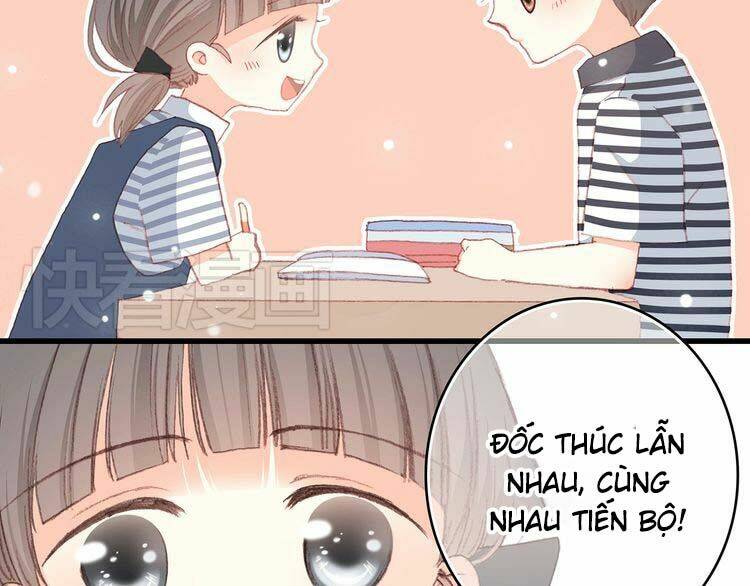 快看漫画
ĐỐC THÚC LẪN
NHAU, CÙNG
NHAU TIẾN BỘ!